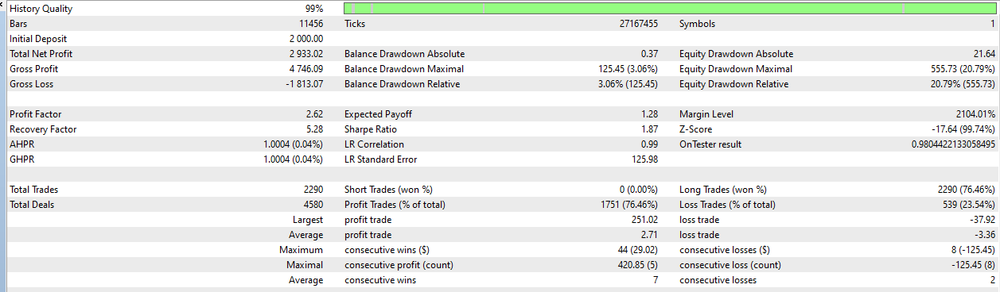 History Quality 99%
Bars 11456 Ticks 27167455 Symbols 1
Initial Deposit 2 000.00
Total Net Profit 2 933.02 Balance Drawdown Absolute 0.37 Equity Drawdown Absolute 21.64
Gross Profit 4 746.09 Balance Drawdown Maximal 125.45 (3.06%) Equity Drawdown Maximal 555.73 (20.79%)
Gross Loss -1 813.07 Balance Drawdown Relative 3.06% (125.45) Equity Drawdown Relative 20.79% (555.73)
Profit Factor 2.62 Expected Payoff 1.28 Margin Level 2104.01%
Recovery Factor 5.28 Sharpe Ratio 1.87 Z-Score -17.64 (99.74%)
AHPR 1.0004 (0.04%) LR Correlation 0.99 OnTester result 0.9804422133058495
GHPR 1.0004 (0.04%) LR Standard Error 125.98
Total Trades 2290 Short Trades (won %) 0 (0.00%) Long Trades (won %) 2290 (76.46%)
Total Deals 4580 Profit Trades (% of total) 1751 (76.46%) Loss Trades (% of total) 539 (23.54%)
Largest profit trade 251.02 loss trade -37.92
Average profit trade 2.71 loss trade -3.36
Maximum consecutive wins ($) 44 (29.02) consecutive losses ($) 8 (-125.45)
Maximal consecutive profit (count) 420.85 (5) consecutive loss (count) -125.45 (8)
Average consecutive wins 7 consecutive losses 2